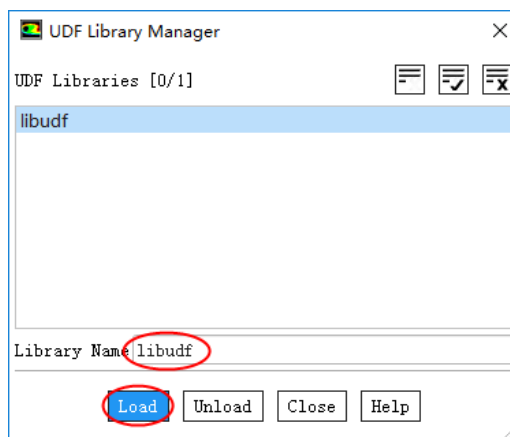 UDF Library Manager
UDF Libraries [0/1]
libudf
Library Name libudf
Load Unload Close Help